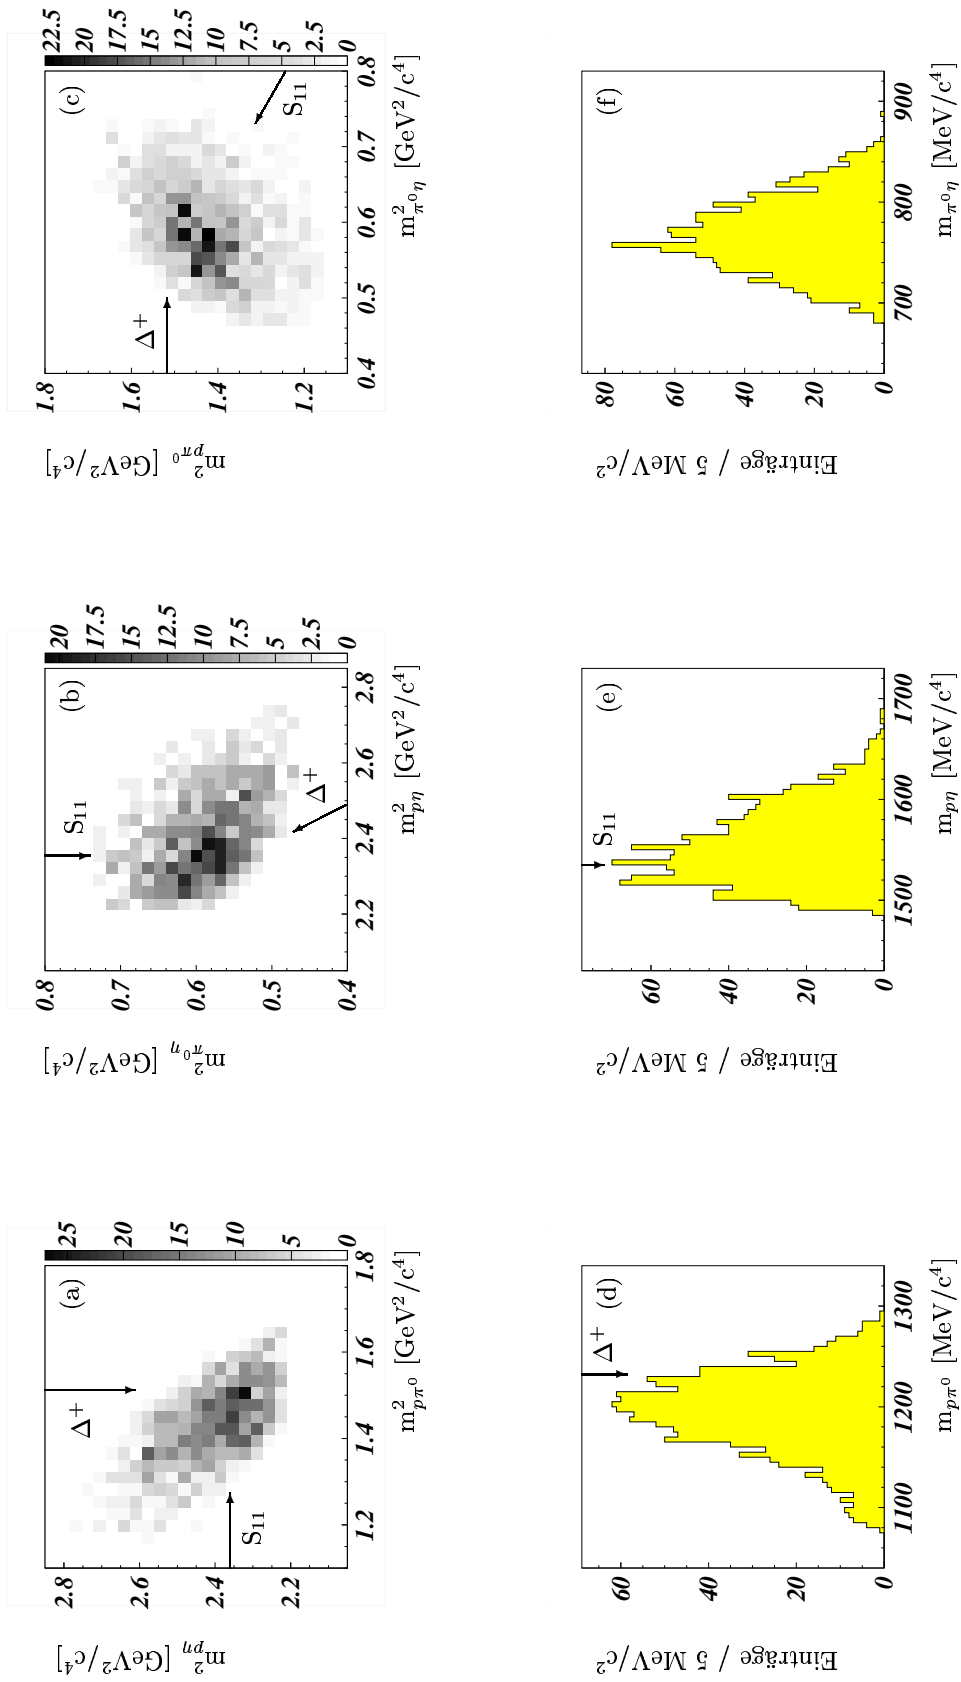 (a)
Δ⁺
S₁₁
2.8
2.6
2.4
2.2
1.2
1.4
1.6
1.8
25
20
15
10
5
0
m²ₚη [GeV²/c⁴]
m²ₚπ⁰ [GeV²/c⁴]
(b)
S₁₁
Δ⁺
0.8
0.7
0.6
0.5
0.4
2.2
2.4
2.6
2.8
20
17.5
15
12.5
10
7.5
5
2.5
0
m²π⁰η [GeV²/c⁴]
m²ₚη [GeV²/c⁴]
(c)
Δ⁺
S₁₁
1.8
1.6
1.4
1.2
0.4
0.5
0.6
0.7
0.8
22.5
20
17.5
15
12.5
10
7.5
5
2.5
0
m²ₚπ⁰ [GeV²/c⁴]
m²π⁰η [GeV²/c⁴]
(d)
Δ⁺
60
40
20
0
1100
1200
1300
Einträge / 5 MeV/c²
mₚπ⁰ [MeV/c⁴]
(e)
S₁₁
60
40
20
0
1500
1600
1700
Einträge / 5 MeV/c²
mₚη [MeV/c⁴]
(f)
80
60
40
20
0
700
800
900
Einträge / 5 MeV/c²
mπ⁰η [MeV/c⁴]